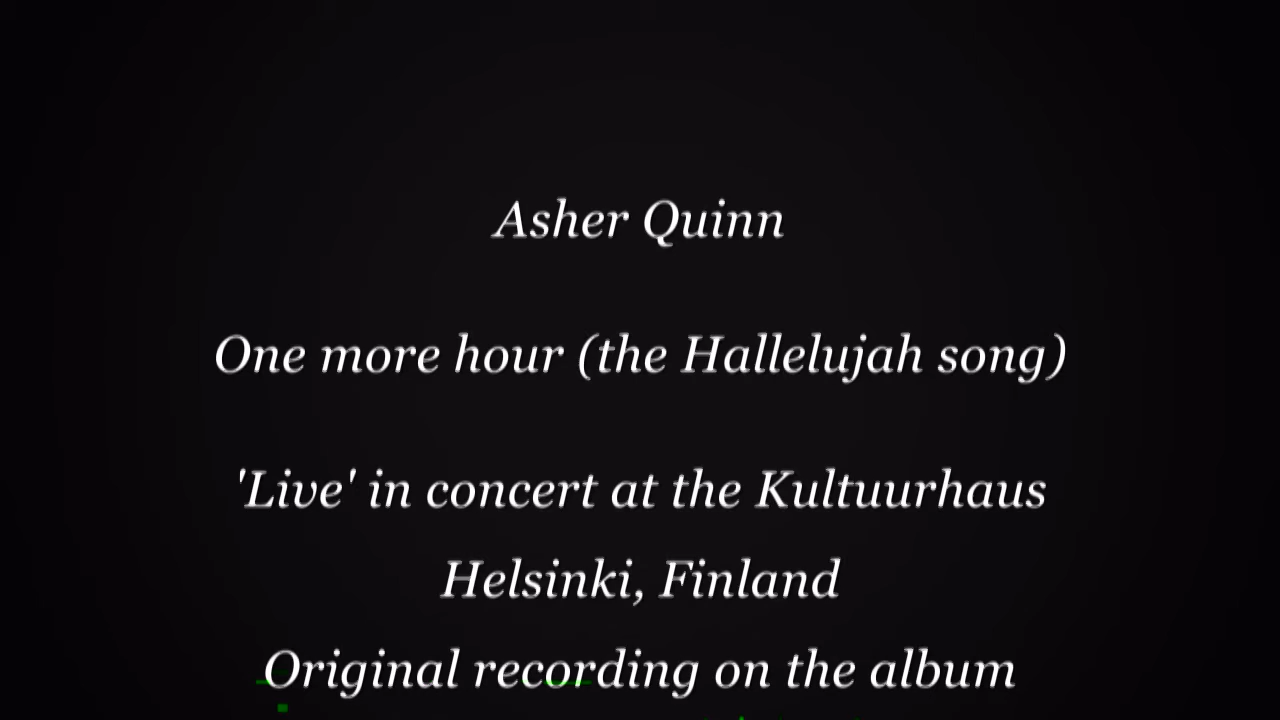 Asher Quinn
One more hour (the Hallelujah song)
'Live' in concert at the Kultuurhaus
Helsinki, Finland
Original recording on the album